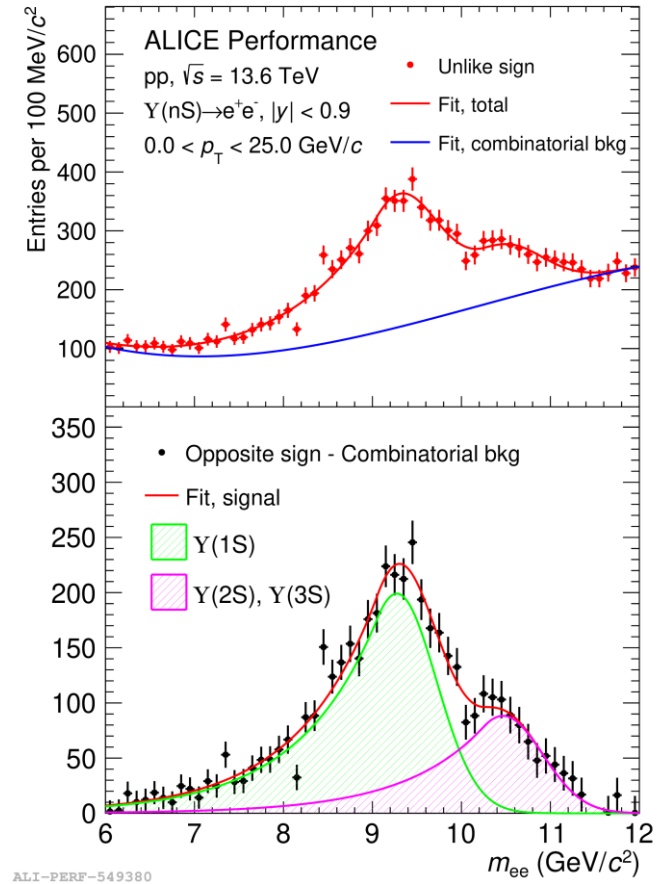 Entries per 100 MeV/c²
ALICE Performance
pp, √s = 13.6 TeV
ϒ(nS)→e⁺e⁻, |y| < 0.9
0.0 < p_T < 25.0 GeV/c
Unlike sign
Fit, total
Fit, combinatorial bkg
600
500
400
300
200
100
Opposite sign - Combinatorial bkg
Fit, signal
ϒ(1S)
ϒ(2S), ϒ(3S)
350
300
250
200
150
100
50
0
6 7 8 9 10 11 12
m_ee (GeV/c²)
ALI-PERF-549380